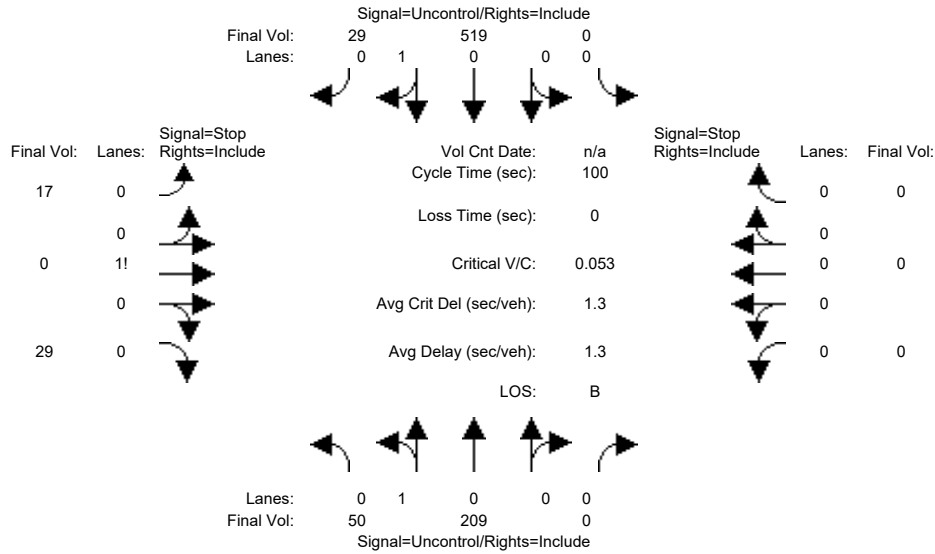 Signal=Uncontrol/Rights=Include
Final Vol: 29 519 0
Lanes: 0 1 0 0 0
Signal=Stop
Final Vol: Lanes: Rights=Include
Vol Cnt Date: n/a
Signal=Stop
Rights=Include Lanes: Final Vol:
Cycle Time (sec): 100
17 0
0 0
Loss Time (sec): 0
0
0
0 1!
Critical V/C: 0.053
0 0
0
Avg Crit Del (sec/veh): 1.3
0
29 0
Avg Delay (sec/veh): 1.3
0 0
LOS: B
Lanes: 0 1 0 0 0
Final Vol: 50 209 0
Signal=Uncontrol/Rights=Include